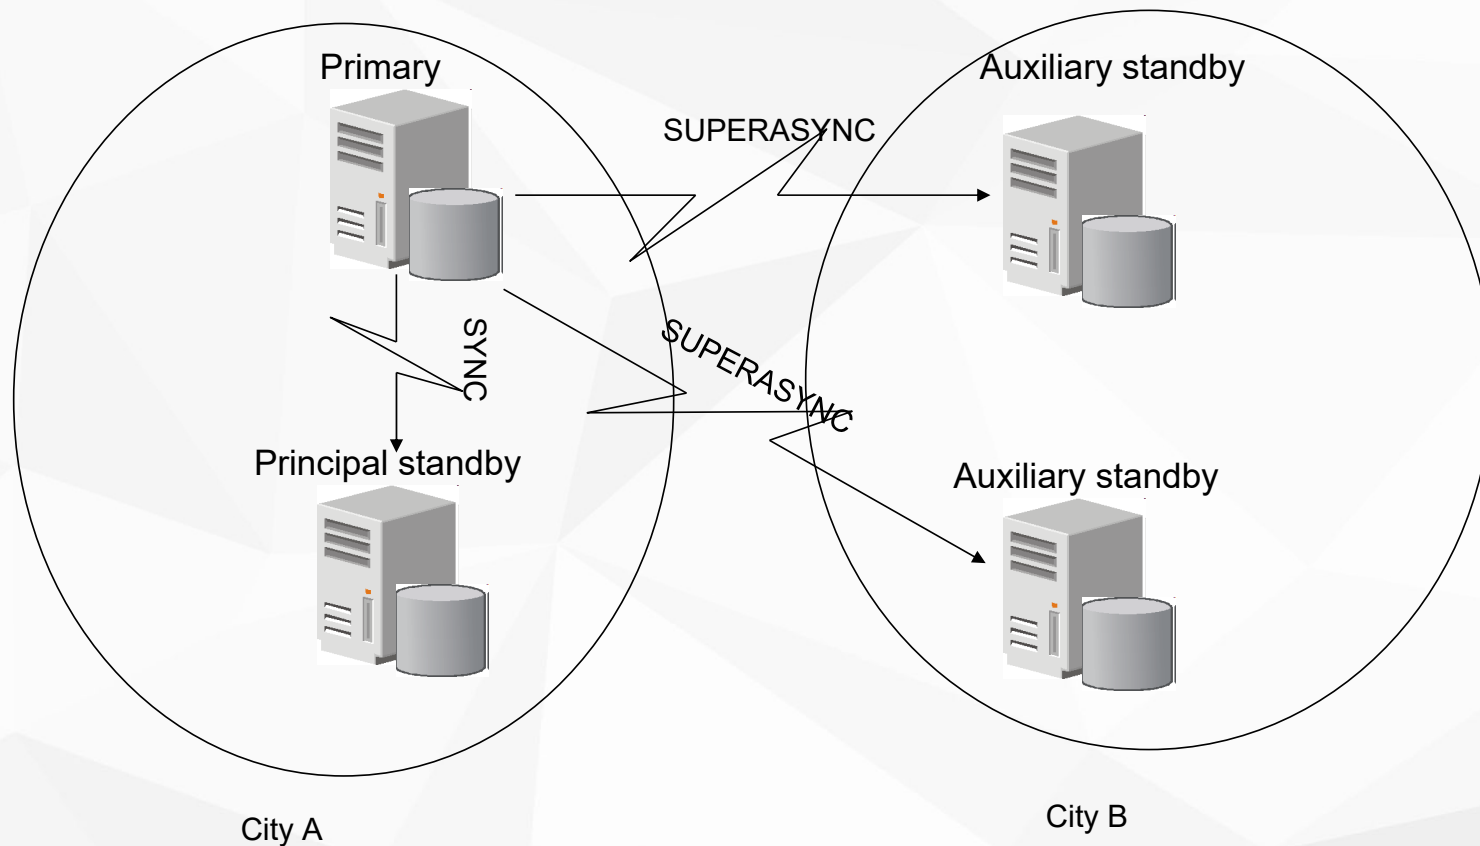 Primary
Auxiliary standby
SUPERASYNC
SYNC
SUPERASYNC
Principal standby
Auxiliary standby
City A
City B